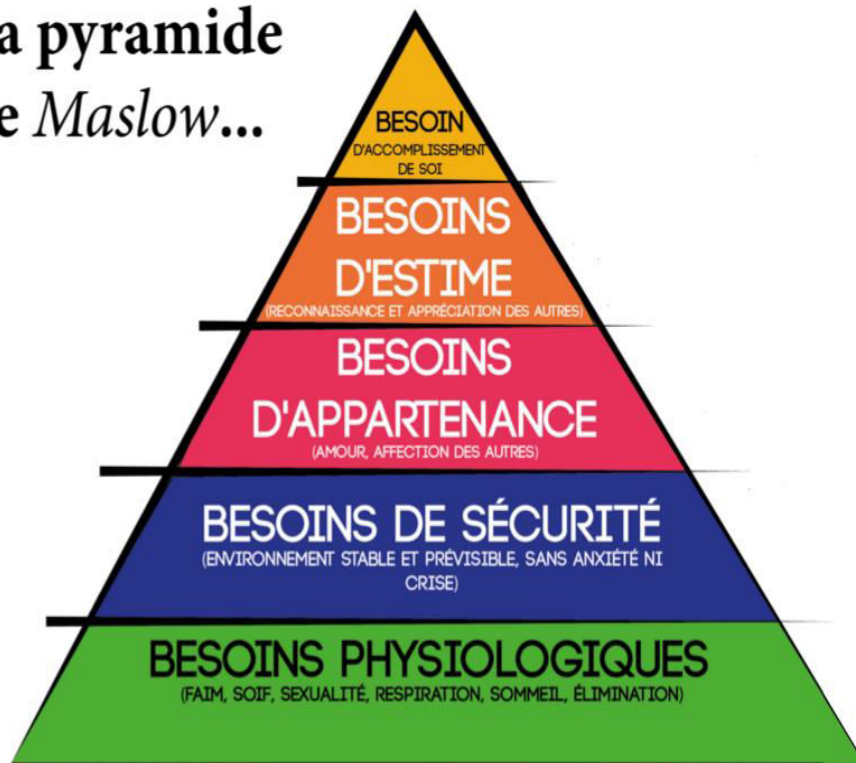 a pyramide
e Maslow...
BESOIN
D'ACCOMPLISSEMENT
DE SOI
BESOINS
D'ESTIME
(RECONNAISSANCE ET APPRÉCIATION DES AUTRES)
BESOINS
D'APPARTENANCE
(AMOUR, AFFECTION DES AUTRES)
BESOINS DE SÉCURITÉ
(ENVIRONNEMENT STABLE ET PRÉVISIBLE, SANS ANXIÉTÉ NI
CRISE)
BESOINS PHYSIOLOGIQUES
(FAIM, SOIF, SEXUALITÉ, RESPIRATION, SOMMEIL, ÉLIMINATION)